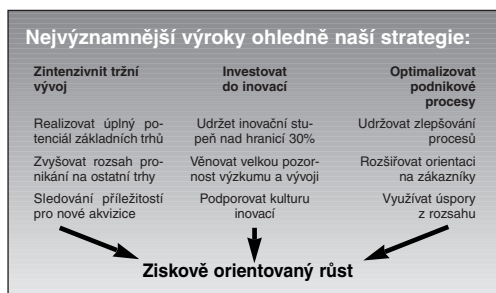 Nejvýznamnější výroky ohledně naší strategie:
Zintenzivnit tržní
vývoj
Realizovat úplný po-
tenciál základních trhů
Zvyšovat rozsah pro-
nikání na ostatní trhy
Sledování příležitostí
pro nové akvizice
Investovat
do inovací
Udržet inovační stu-
peň nad hranicí 30%
Věnovat velkou pozor-
nost výzkumu a vývoji
Podporovat kulturu
inovací
Optimalizovat
podnikové
procesy
Udržovat zlepšování
procesů
Rozšiřovat orientaci
na zákazníky
Využívat úspory
z rozsahu
Ziskově orientovaný růst